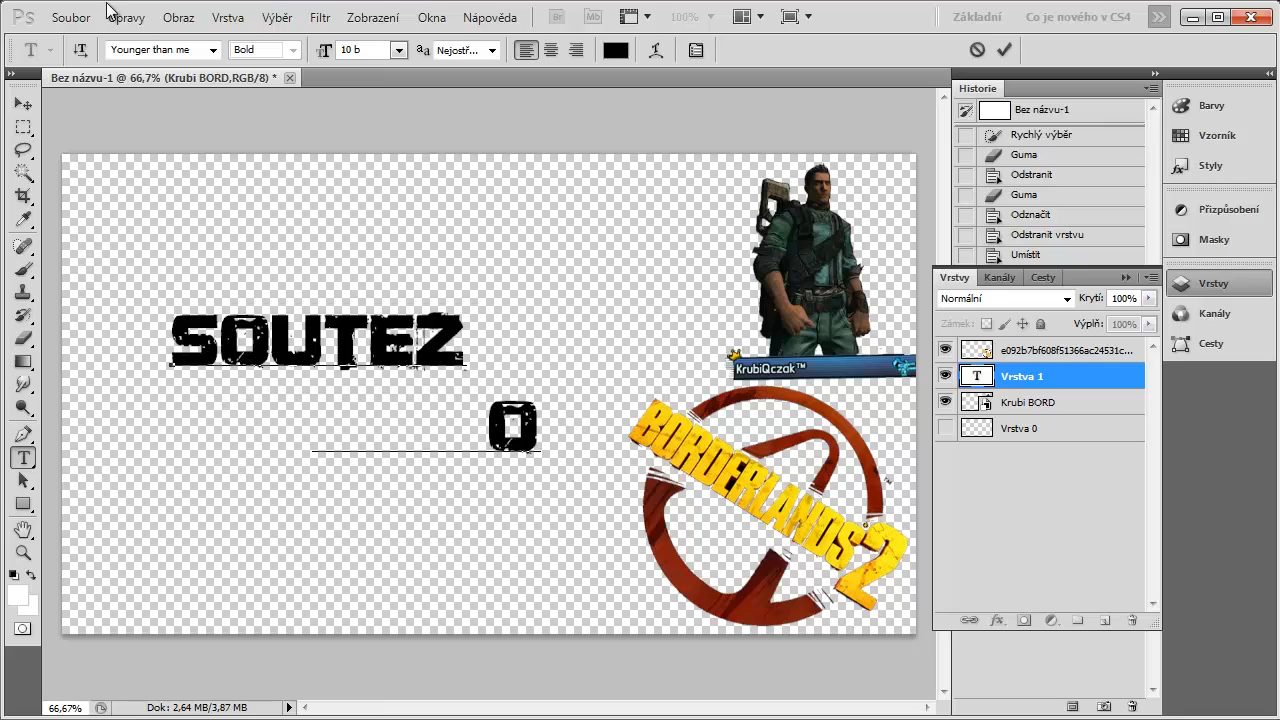 Ps Soubor Úpravy Obraz Vrstva Výběr Filtr Zobrazení Okna Nápověda Br Mb 100% Základní Co je nového v CS4
T Younger than me Bold 10 b Nejostř...
Bez názvu-1 @ 66,7% (Krubi BORD,RGB/8) *
Historie
Bez názvu-1
Rychlý výběr
Guma
Odstranit
Guma
Odznačit
Odstranit vrstvu
Umístit
Barvy
Vzorník
Styly
Přizpůsobení
Masky
Vrstvy
Kanály
Cesty
Vrstvy Kanály Cesty
Normální Krytí: 100%
Zámek: Výplň: 100%
e092b7bf608f51366ac2451c...
T Vrstva 1
Krubi BORD
Vrstva 0
SOUTEZ
O
KrubiQczak™
BORDERLANDS 2
66,67% Dok: 2,64 MB/3,87 MB